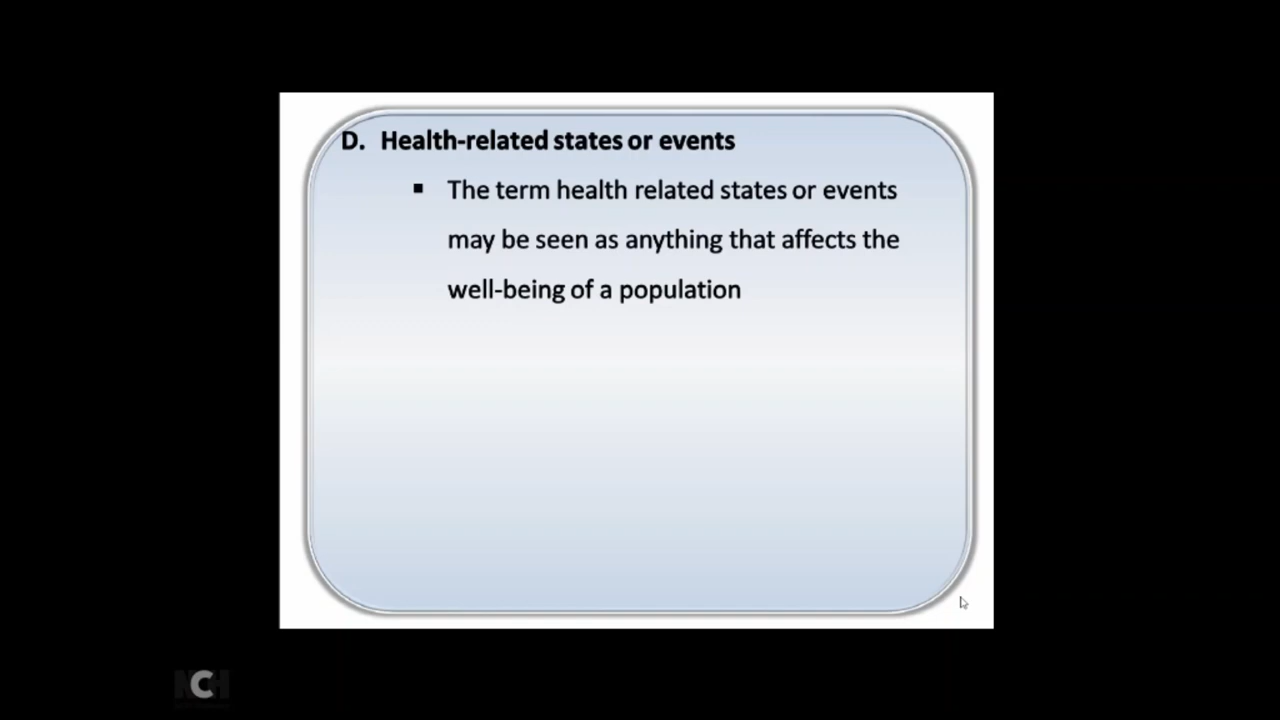 D. Health-related states or events
▪ The term health related states or events
may be seen as anything that affects the
well-being of a population
NCH